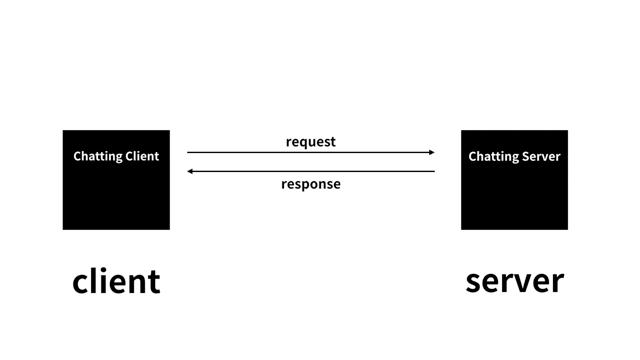 request
Chatting Client
Chatting Server
response
client
server